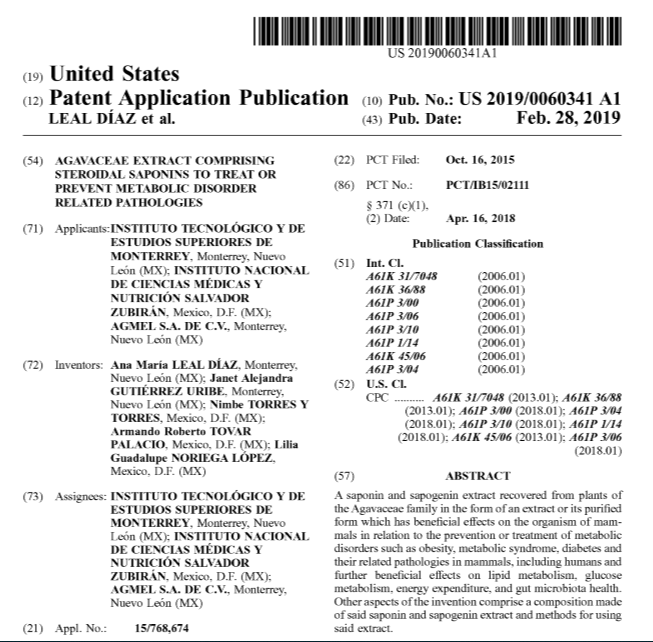 US 20190060341A1
(19) United States
(12) Patent Application Publication
LEAL DÍAZ et al.
(10) Pub. No.: US 2019/0060341 A1
(43) Pub. Date: Feb. 28, 2019
(54) AGAVACEAE EXTRACT COMPRISING
STEROIDAL SAPONINS TO TREAT OR
PREVENT METABOLIC DISORDER
RELATED PATHOLOGIES
(71) Applicants: INSTITUTO TECNOLÓGICO Y DE
ESTUDIOS SUPERIORES DE
MONTERREY, Monterrey, Nuevo
León (MX); INSTITUTO NACIONAL
DE CIENCIAS MÉDICAS Y
NUTRICIÓN SALVADOR
ZUBIRÁN, Mexico, D.F. (MX);
AGMEL S.A. DE C.V., Monterrey,
Nuevo León (MX)
(72) Inventors: Ana María LEAL DÍAZ, Monterrey,
Nuevo León (MX); Janet Alejandra
GUTIÉRREZ URIBE, Monterrey,
Nuevo León (MX); Nimbe TORRES Y
TORRES, Mexico, D.F. (MX);
Armando Roberto TOVAR
PALACIO, Mexico, D.F. (MX); Lilia
Guadalupe NORIEGA LÓPEZ,
Mexico, D.F. (MX)
(73) Assignees: INSTITUTO TECNOLÓGICO Y DE
ESTUDIOS SUPERIORES DE
MONTERREY, Monterrey, Nuevo
León (MX); INSTITUTO NACIONAL
DE CIENCIAS MÉDICAS Y
NUTRICIÓN SALVADOR
ZUBIRÁN, Mexico, D.F. (MX);
AGMEL S.A. DE C.V., Monterrey,
Nuevo León (MX)
(21) Appl. No.: 15/768,674
(22) PCT Filed: Oct. 16, 2015
(86) PCT No.: PCT/IB15/02111
§ 371 (c)(1),
(2) Date: Apr. 16, 2018
Publication Classification
(51) Int. Cl.
A61K 31/7048 (2006.01)
A61K 36/88 (2006.01)
A61P 3/00 (2006.01)
A61P 3/06 (2006.01)
A61P 3/10 (2006.01)
A61P 1/14 (2006.01)
A61K 45/06 (2006.01)
A61P 3/04 (2006.01)
(52) U.S. Cl.
CPC .......... A61K 31/7048 (2013.01); A61K 36/88
(2013.01); A61P 3/00 (2018.01); A61P 3/04
(2018.01); A61P 3/10 (2018.01); A61P 1/14
(2018.01); A61K 45/06 (2013.01); A61P 3/06
(2018.01)
(57) ABSTRACT
A saponin and sapogenin extract recovered from plants of
the Agavaceae family in the form of an extract or its purified
form which has beneficial effects on the organism of mam-
mals in relation to the prevention or treatment of metabolic
disorders such as obesity, metabolic syndrome, diabetes and
their related pathologies in mammals, including humans and
further beneficial effects on lipid metabolism, glucose
metabolism, energy expenditure, and gut microbiota health.
Other aspects of the invention comprise a composition made
of said saponin and sapogenin extract and methods for using
said extract.